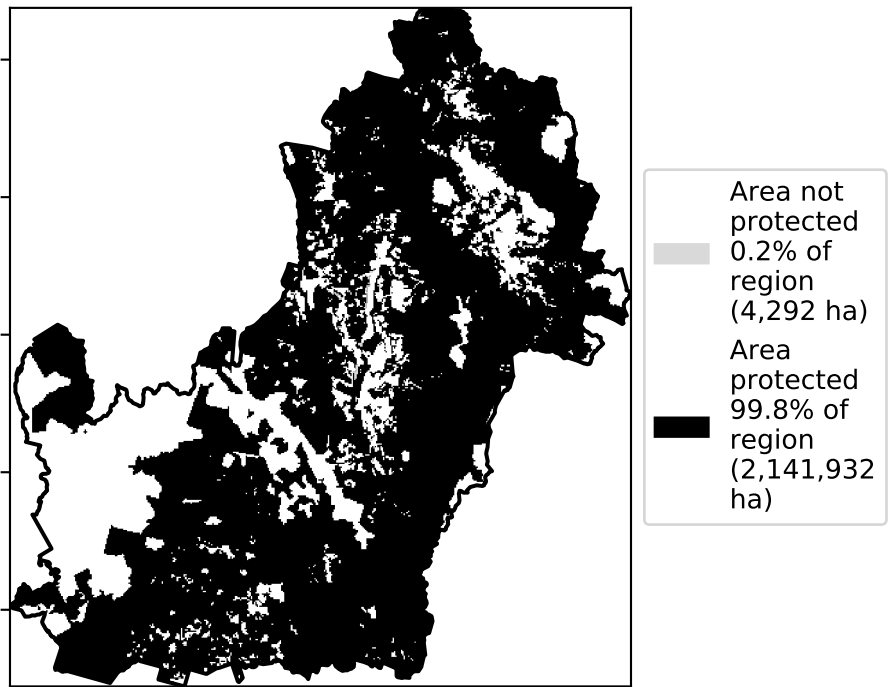 Area not
protected
0.2% of
region
(4,292 ha)
Area
protected
99.8% of
region
(2,141,932
ha)